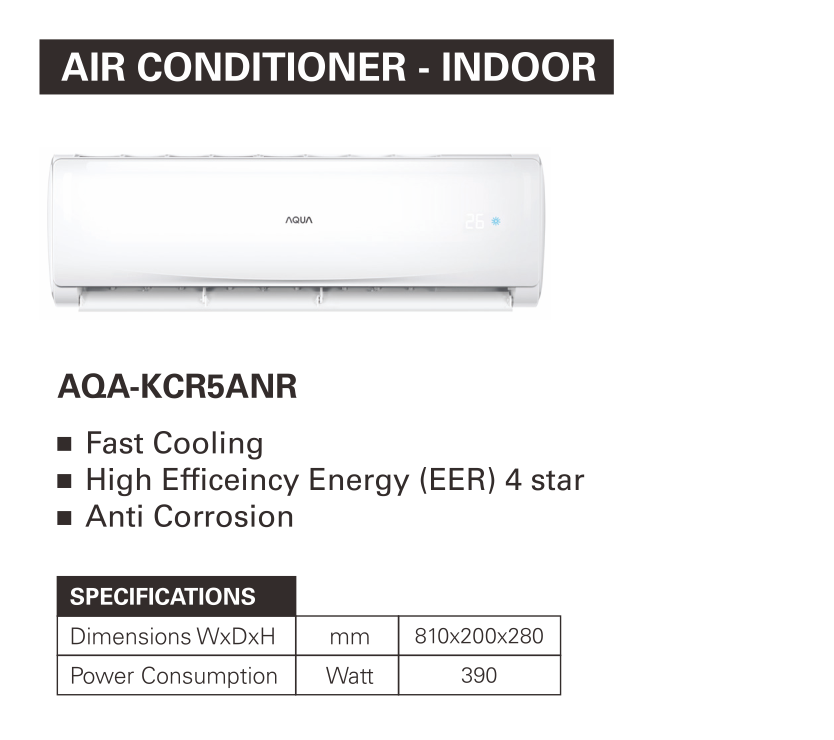 AIR CONDITIONER - INDOOR
AQUA
26
AQA-KCR5ANR
■ Fast Cooling
■ High Efficeincy Energy (EER) 4 star
■ Anti Corrosion
SPECIFICATIONS
Dimensions WxDxH mm 810x200x280
Power Consumption Watt 390